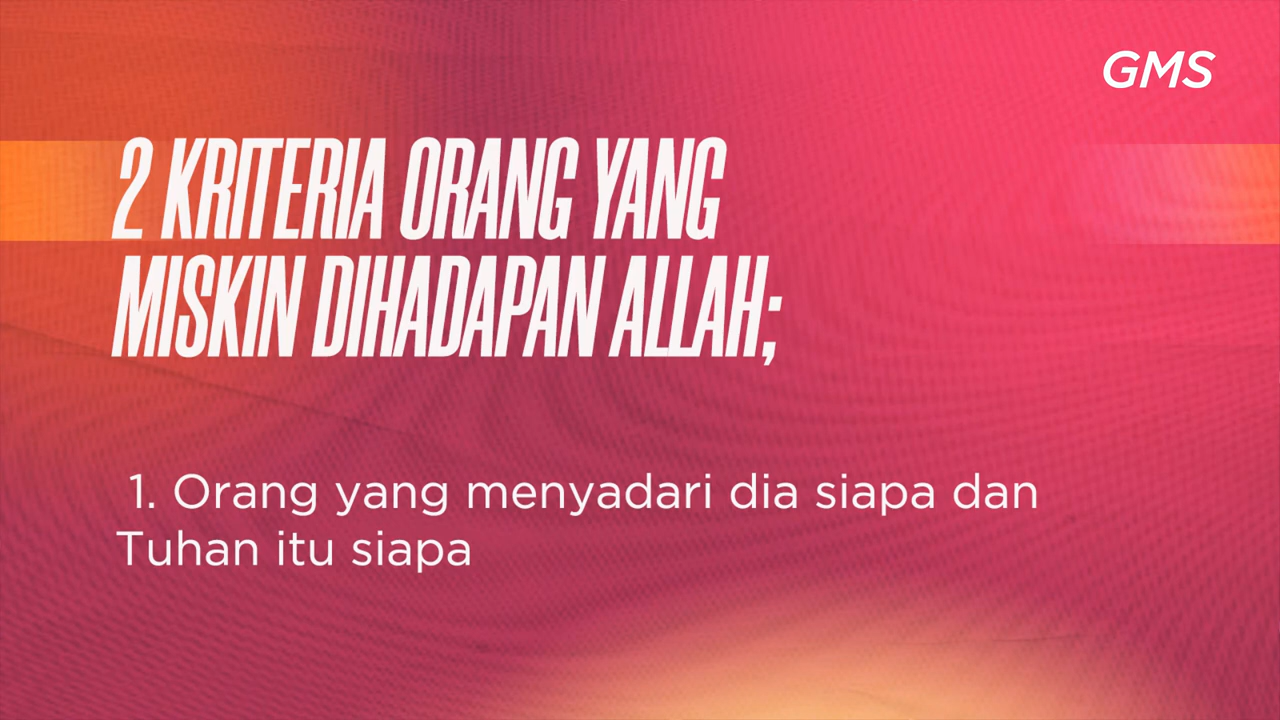 GMS
2 KRITERIA ORANG YANG
MISKIN DIHADAPAN ALLAH;
1. Orang yang menyadari dia siapa dan
Tuhan itu siapa